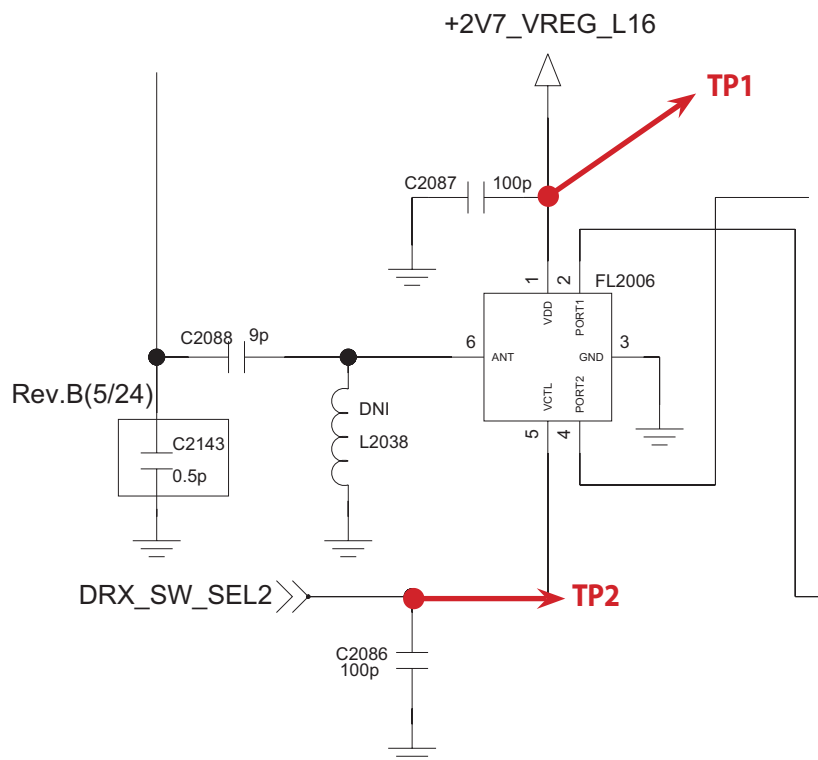 +2V7_VREG_L16
TP1
C2087
100p
1
2
FL2006
VDD
PORT1
C2088
9p
6
ANT
GND
3
Rev.B(5/24)
VCTL
PORT2
DNI
5
4
C2143
L2038
0.5p
DRX_SW_SEL2
TP2
C2086
100p